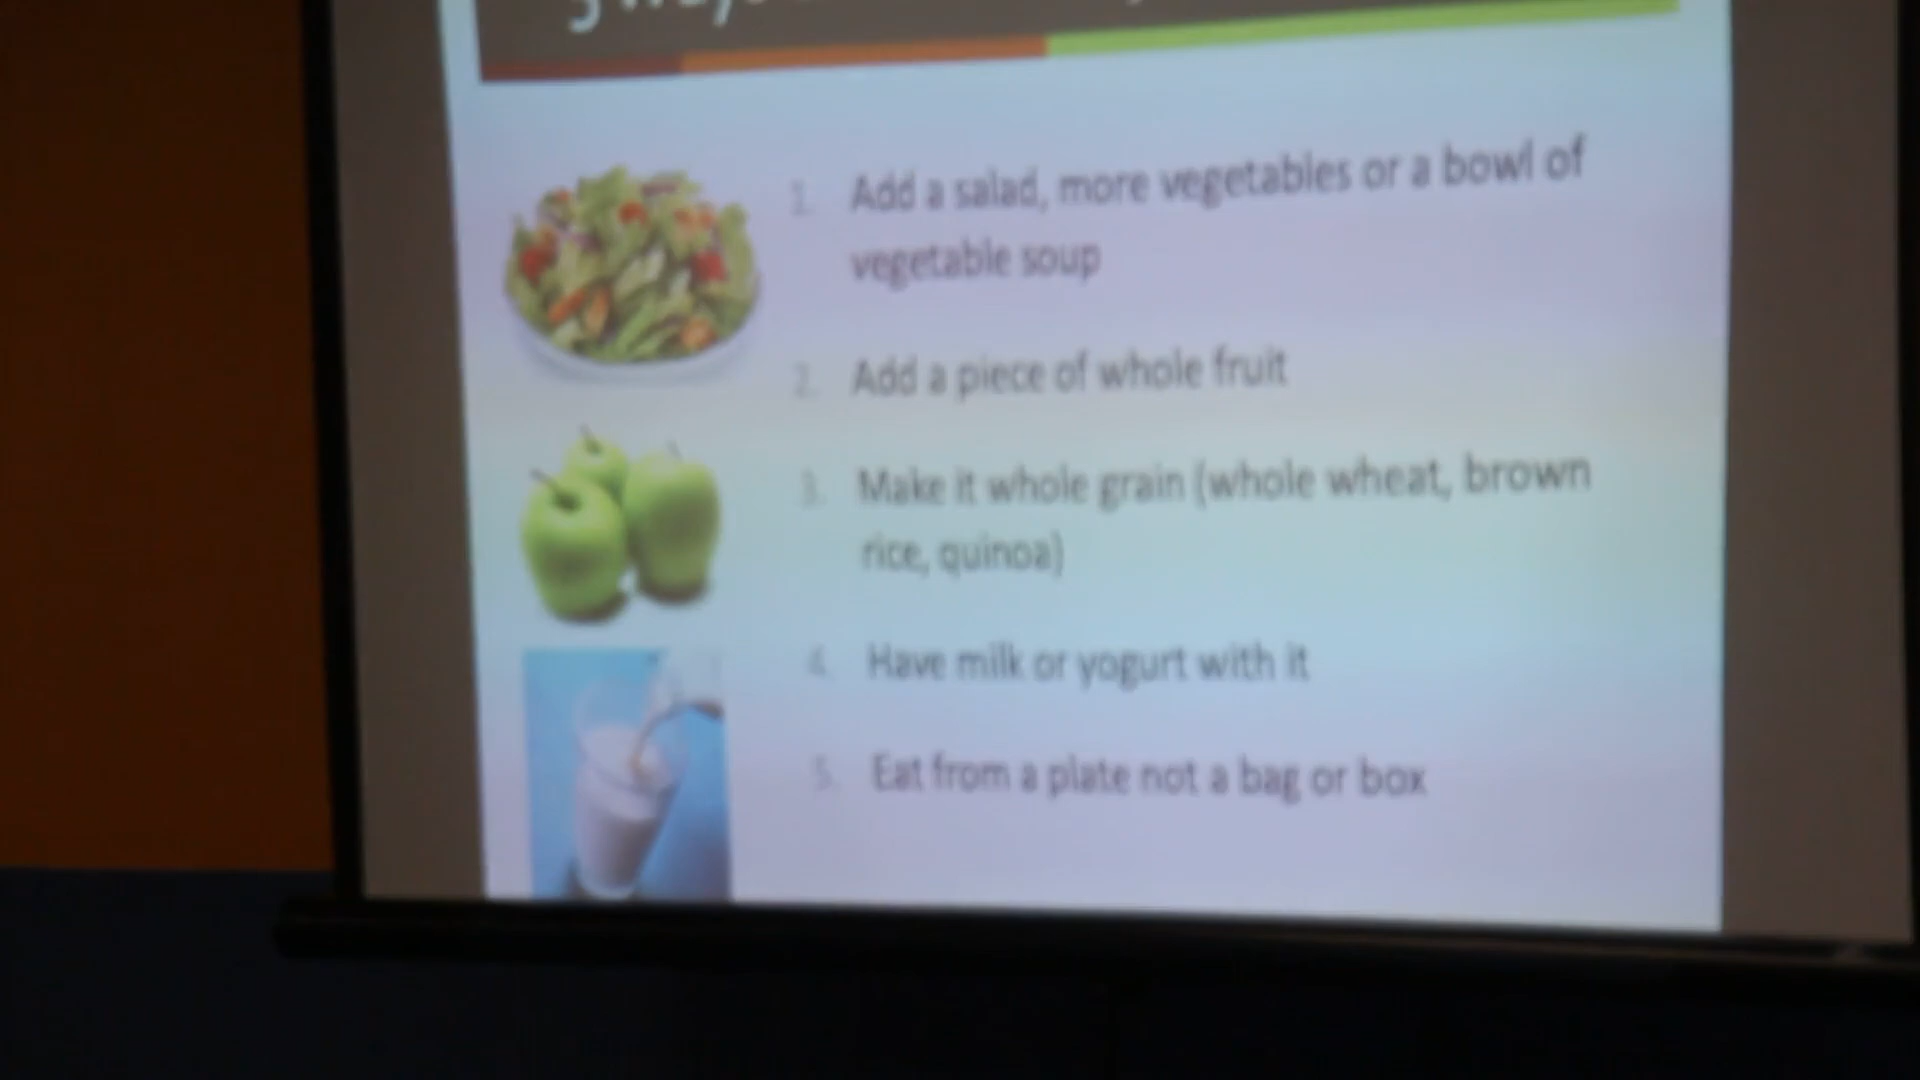 5 Ways
1. Add a salad, more vegetables or a bowl of
vegetable soup
2. Add a piece of whole fruit
3. Make it whole grain (whole wheat, brown
rice, quinoa)
4. Have milk or yogurt with it
5. Eat from a plate not a bag or box